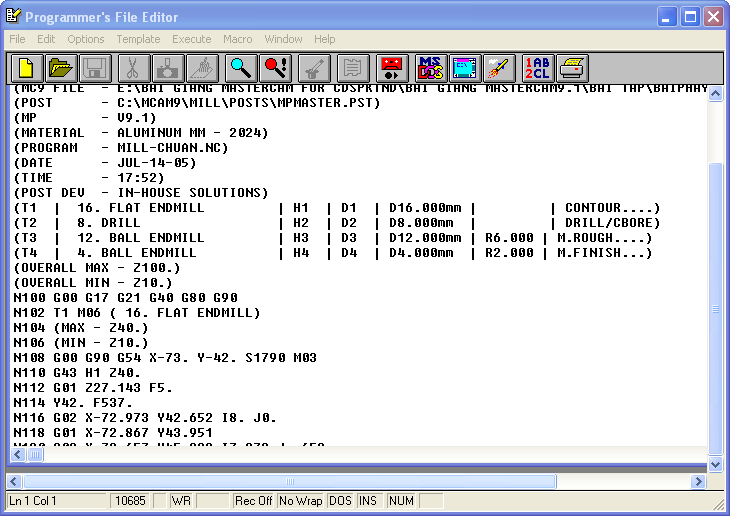 Programmer's File Editor
File Edit Options Template Execute Macro Window Help
MS DOS 1AB 2CL
(MC9 FILE - E:\BAI GIANG MASTERCAM FOR CDSPKTND\BAI GIANG MASTERCAM9.1\BAI TAP\BAIPHAY
(POST - C:\MCAM9\MILL\POSTS\MPMASTER.PST)
(MP - V9.1)
(MATERIAL - ALUMINUM MM - 2024)
(PROGRAM - MILL-CHUAN.NC)
(DATE - JUL-14-05)
(TIME - 17:52)
(POST DEV - IN-HOUSE SOLUTIONS)
(T1 | 16. FLAT ENDMILL | H1 | D1 | D16.000mm | | CONTOUR....)
(T2 | 8. DRILL | H2 | D2 | D8.000mm | | DRILL/CBORE)
(T3 | 12. BALL ENDMILL | H3 | D3 | D12.000mm | R6.000 | M.ROUGH....)
(T4 | 4. BALL ENDMILL | H4 | D4 | D4.000mm | R2.000 | M.FINISH...)
(OVERALL MAX - Z100.)
(OVERALL MIN - Z10.)
N100 G00 G17 G21 G40 G80 G90
N102 T1 M06 ( 16. FLAT ENDMILL)
N104 (MAX - Z40.)
N106 (MIN - Z10.)
N108 G00 G90 G54 X-73. Y-42. S1790 M03
N110 G43 H1 Z40.
N112 G01 Z27.143 F5.
N114 Y42. F537.
N116 G02 X-72.973 Y42.652 I8. J0.
N118 G01 X-72.867 Y43.951
Ln 1 Col 1 10685 WR Rec Off No Wrap DOS INS NUM